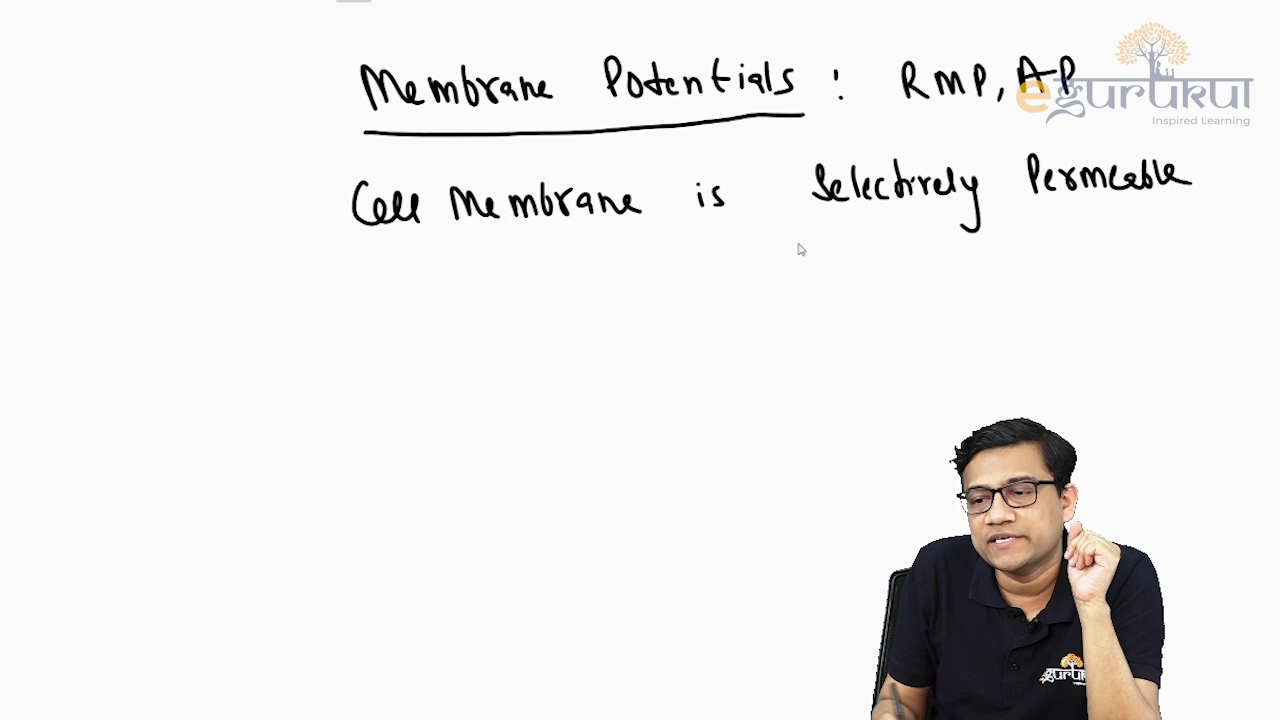 Membrane Potentials : RMP, AP
eGURUKUL
Inspired Learning
Cell Membrane is Selectively Permeable